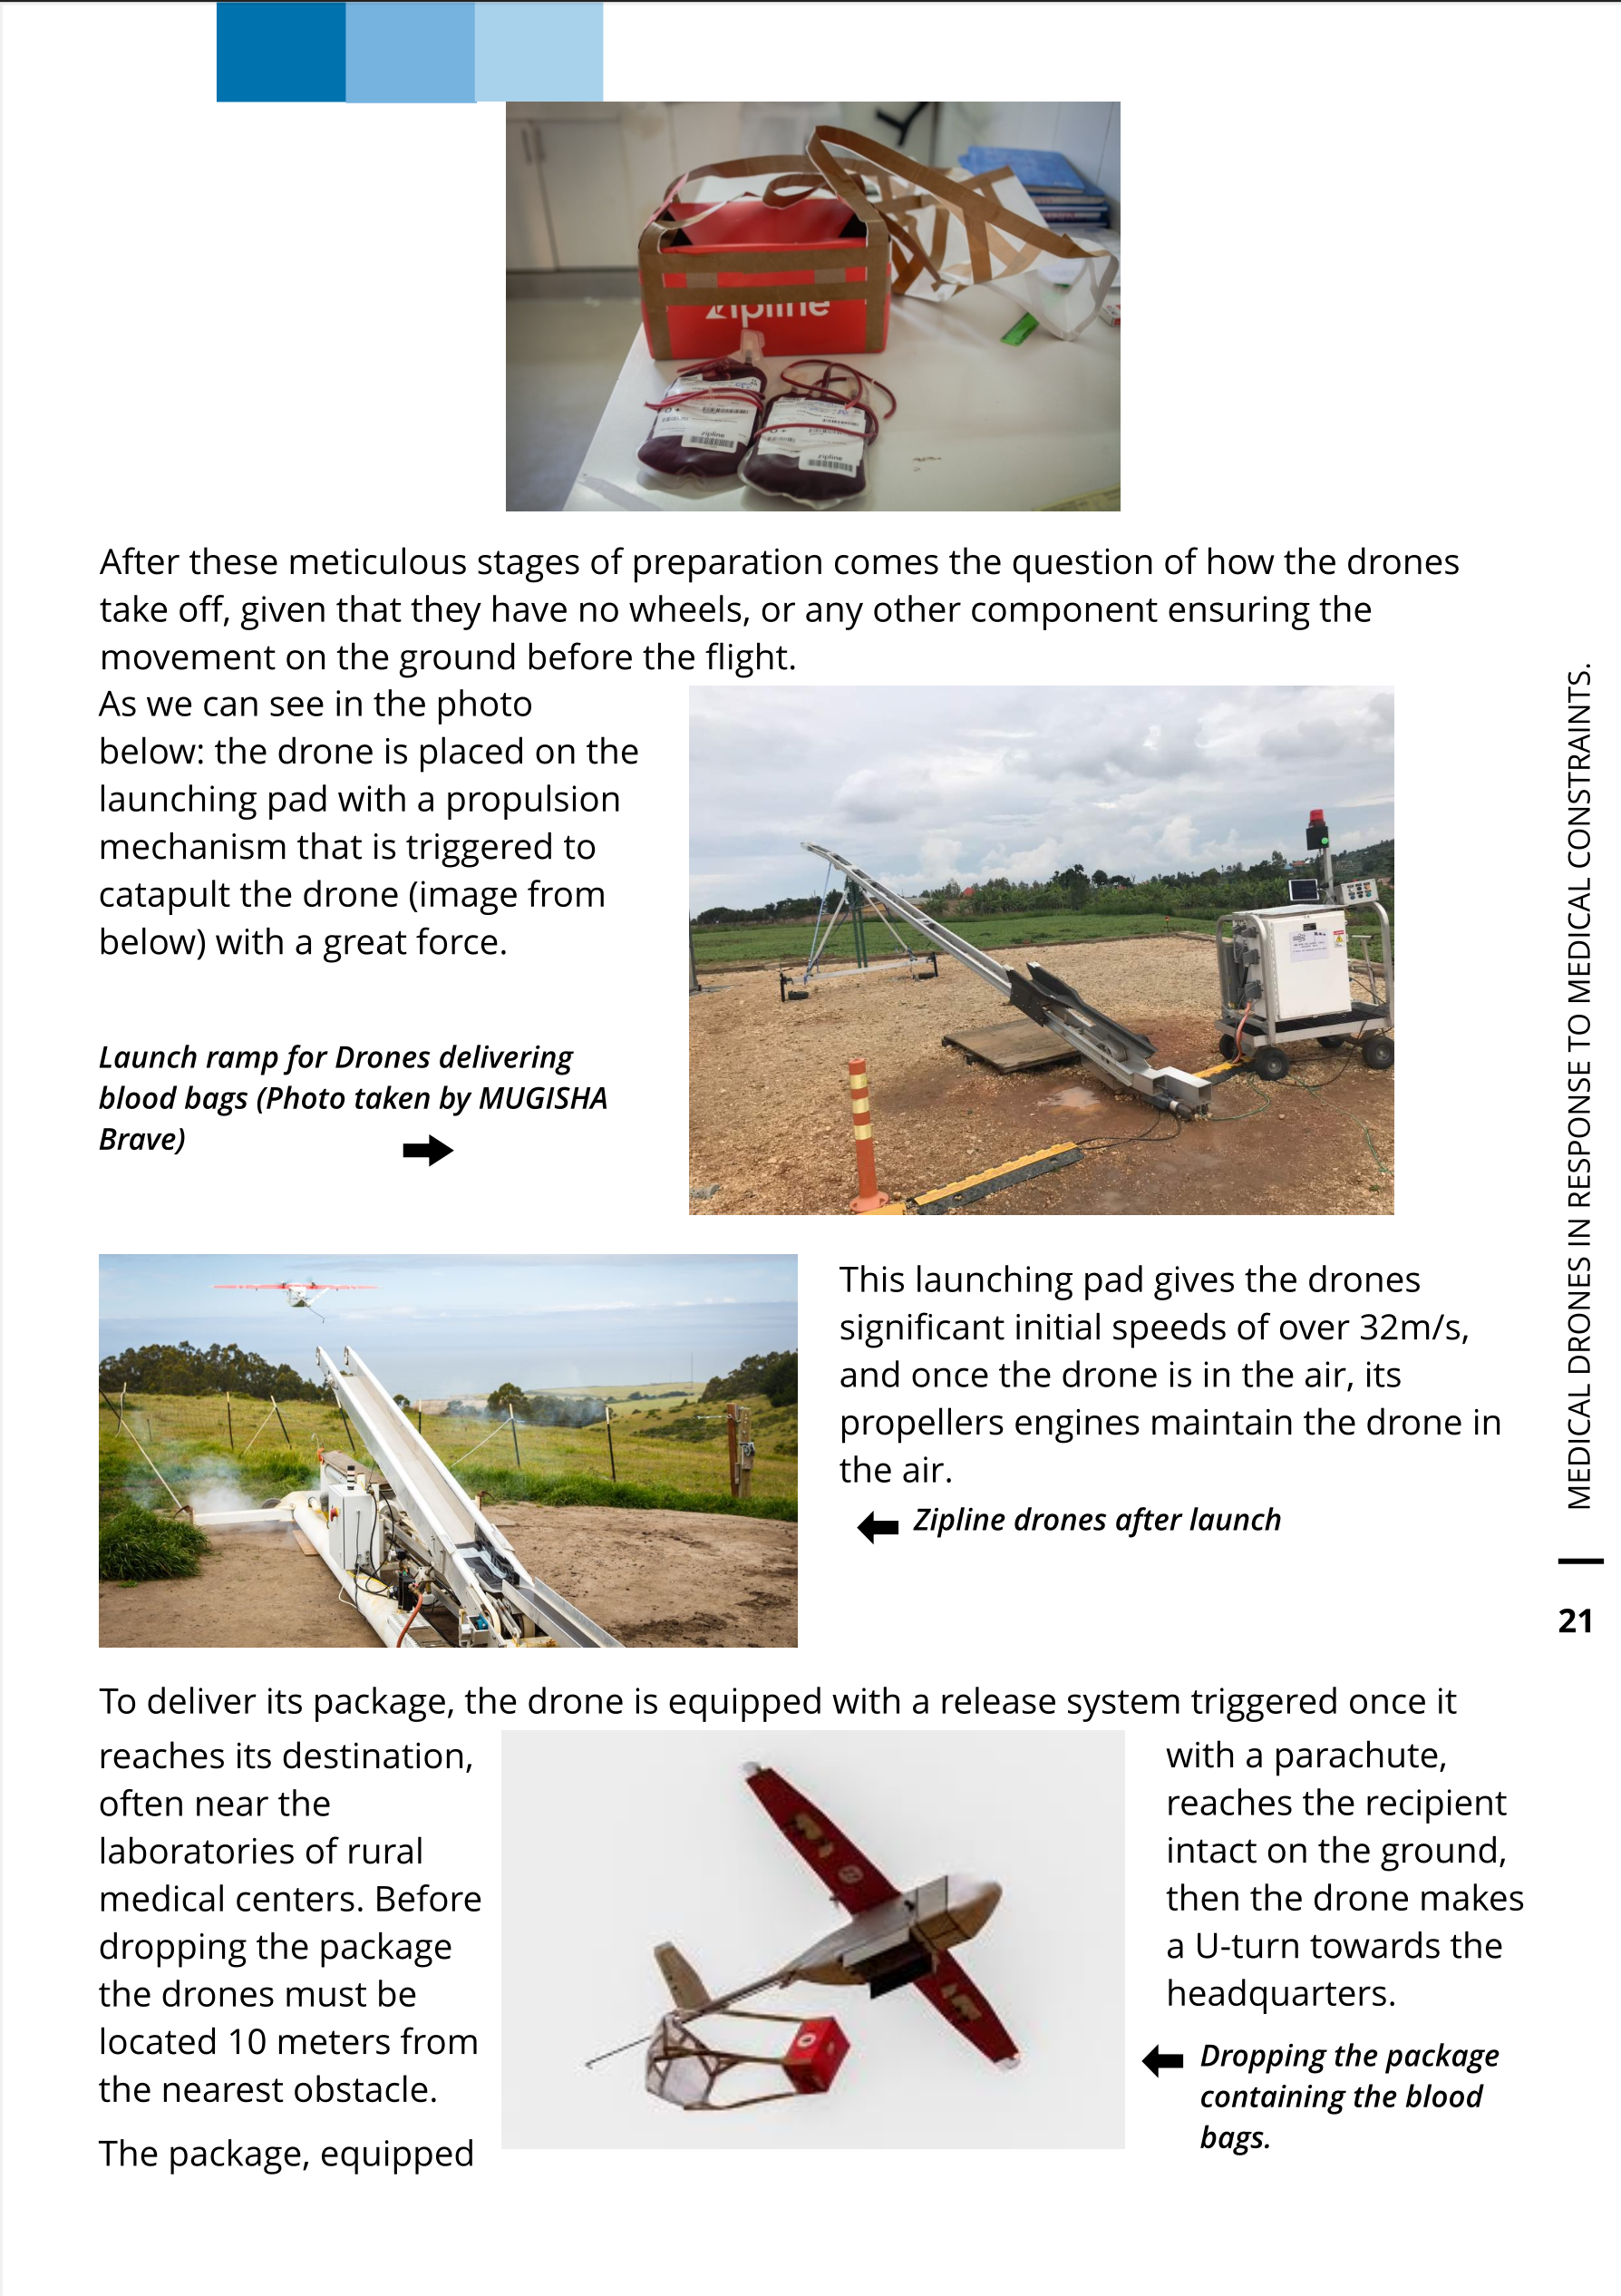 zipline
O+
zipline
O+
zipline
After these meticulous stages of preparation comes the question of how the drones
take off, given that they have no wheels, or any other component ensuring the
movement on the ground before the flight.
As we can see in the photo
below: the drone is placed on the
launching pad with a propulsion
mechanism that is triggered to
catapult the drone (image from
below) with a great force.
Launch ramp for Drones delivering
blood bags (Photo taken by MUGISHA
Brave)
This launching pad gives the drones
significant initial speeds of over 32m/s,
and once the drone is in the air, its
propellers engines maintain the drone in
the air.
Zipline drones after launch
To deliver its package, the drone is equipped with a release system triggered once it
reaches its destination,
often near the
laboratories of rural
medical centers. Before
dropping the package
the drones must be
located 10 meters from
the nearest obstacle.
The package, equipped
with a parachute,
reaches the recipient
intact on the ground,
then the drone makes
a U-turn towards the
headquarters.
Dropping the package
containing the blood
bags.
MEDICAL DRONES IN RESPONSE TO MEDICAL CONSTRAINTS.
21